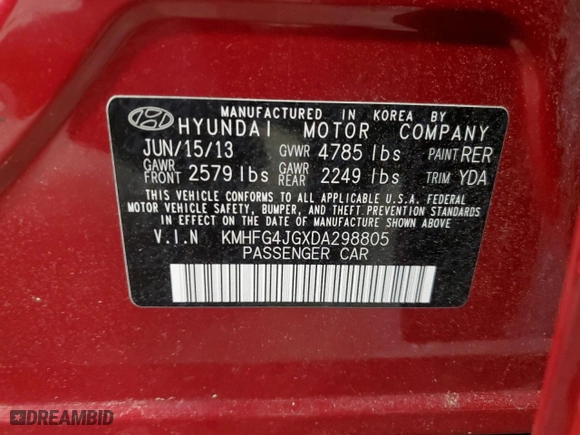 MANUFACTURED IN KOREA BY
HYUNDAI MOTOR COMPANY
JUN/15/13 GVWR 4785 lbs PAINT RER
GAWR FRONT 2579 lbs GAWR REAR 2249 lbs TRIM YDA
THIS VEHICLE CONFORMS TO ALL APPLICABLE U.S.A. FEDERAL
MOTOR VEHICLE SAFETY, BUMPER, AND THEFT PREVENTION STANDARDS
IN EFFECT ON THE DATE OF MANUFACTURE SHOWN ABOVE.
V.I.N KMHFG4JGXDA298805
PASSENGER CAR
DREAMBID